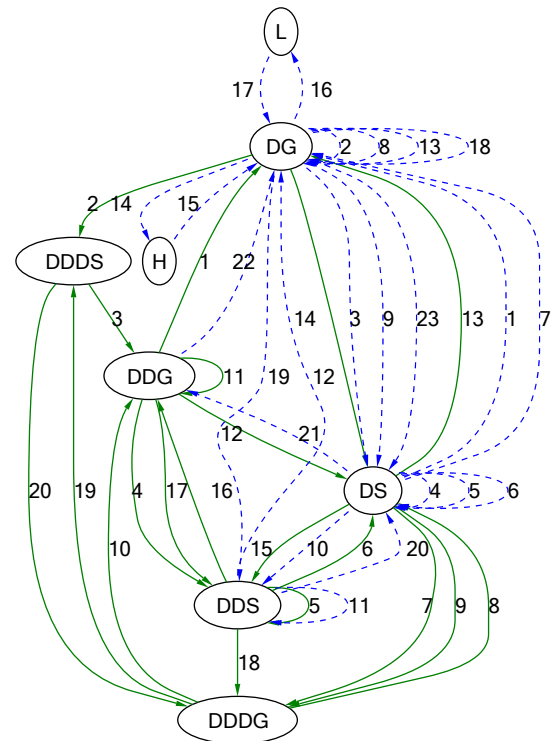 L
17 16
DG 2 8 13 18
2 14 15
DDDS H 1 22
3 14 3 9 23 13 1 7
DDG 11 19 12
12 21
20 19 4 17 16 DS 4 5 6
10 15 10 6 20
DDS 5 11 7 9 8
18
DDDG